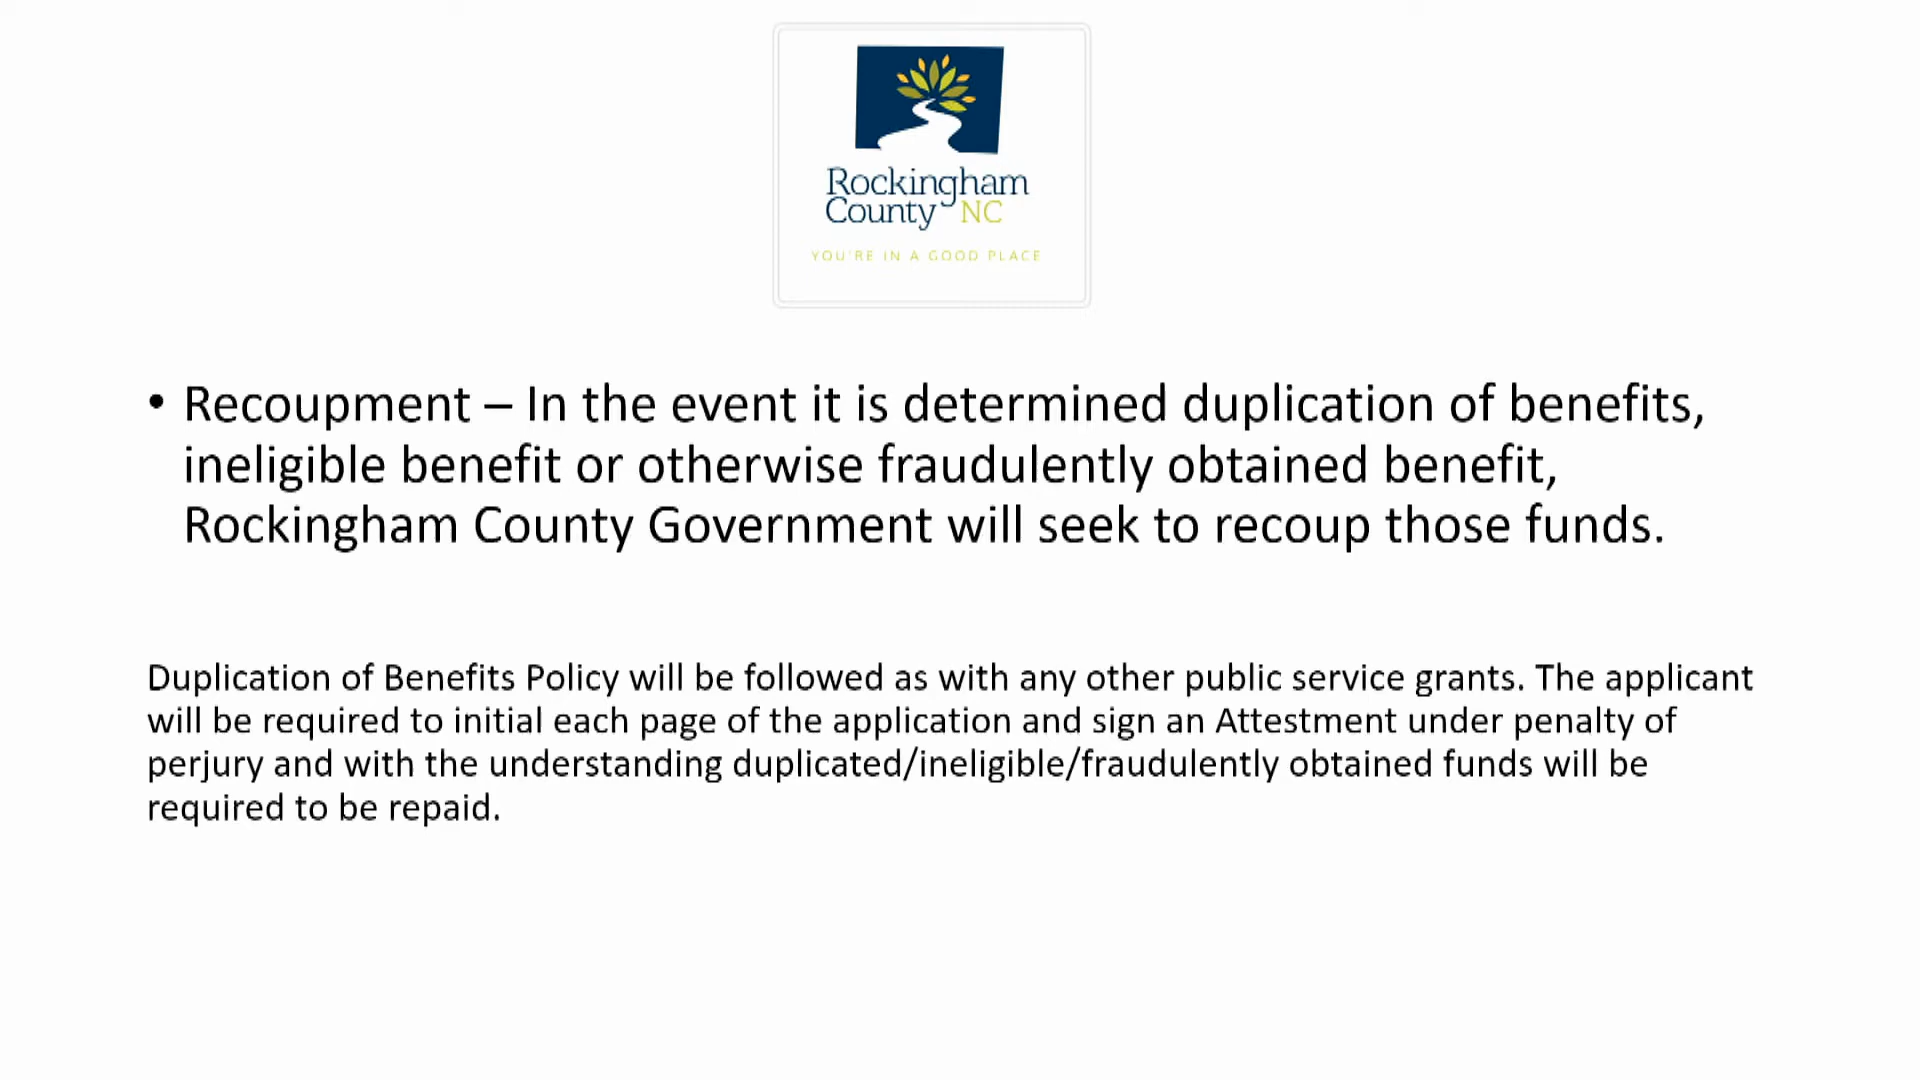 Rockingham
County NC
YOU'RE IN A GOOD PLACE
• Recoupment – In the event it is determined duplication of benefits,
ineligible benefit or otherwise fraudulently obtained benefit,
Rockingham County Government will seek to recoup those funds.
Duplication of Benefits Policy will be followed as with any other public service grants. The applicant
will be required to initial each page of the application and sign an Attestment under penalty of
perjury and with the understanding duplicated/ineligible/fraudulently obtained funds will be
required to be repaid.